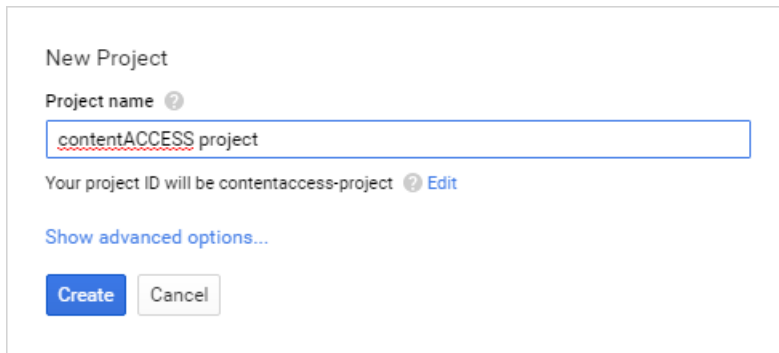 New Project
Project name ?
contentACCESS project
Your project ID will be contentaccess-project ? Edit
Show advanced options...
Create Cancel